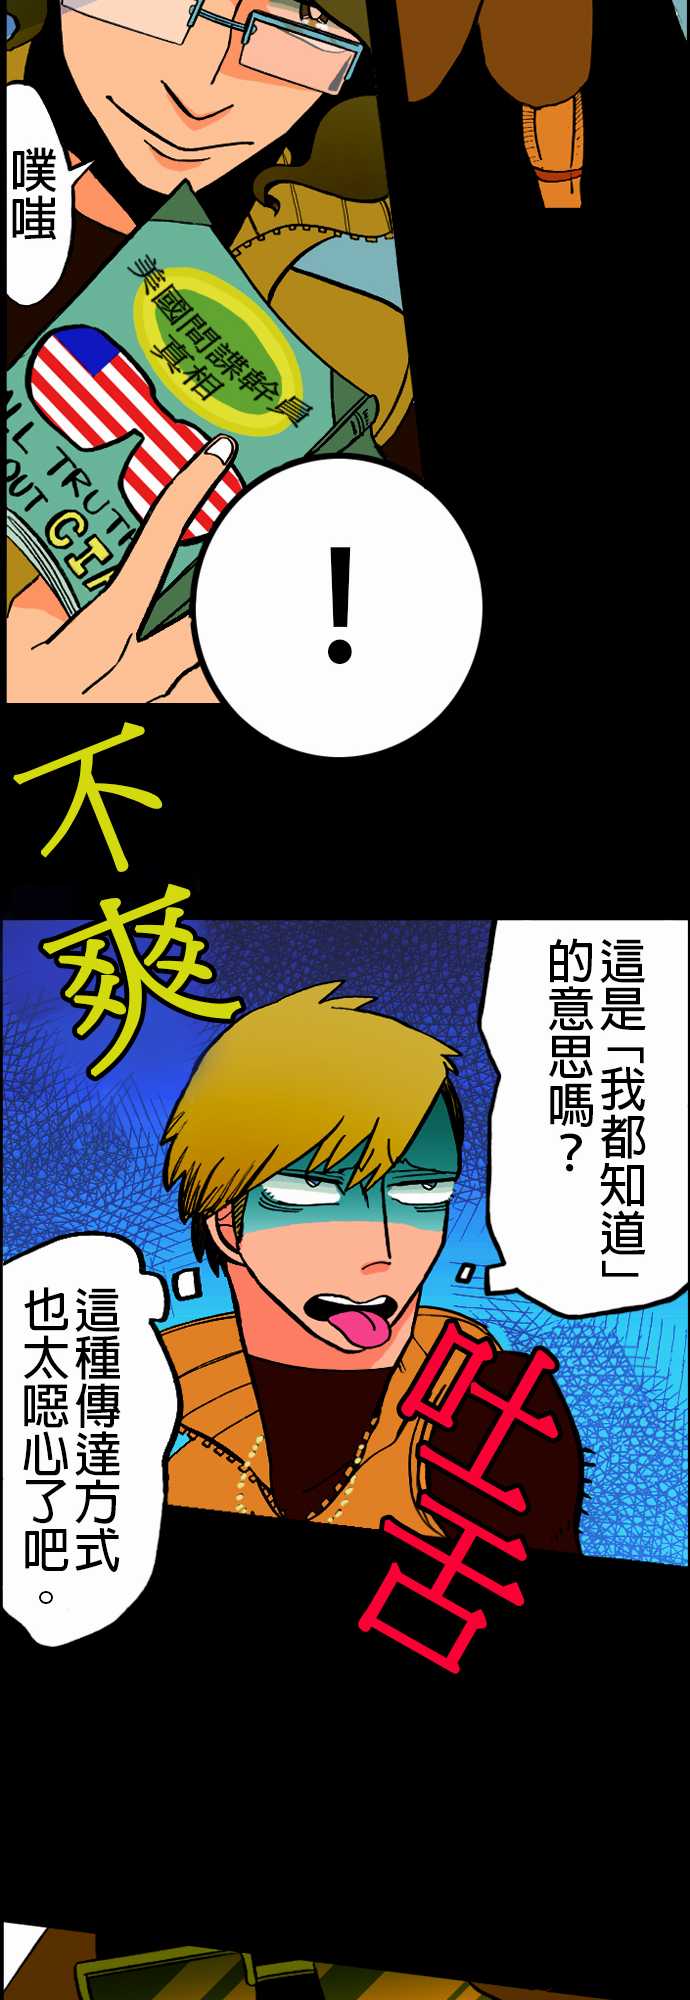 噗嗤
美國間諜幹員
真相
ALL TRUTH
OUT CIA
！
不爽
這是「我都知道」
的意思嗎？
這種傳達方式
也太噁心了吧。
吐舌